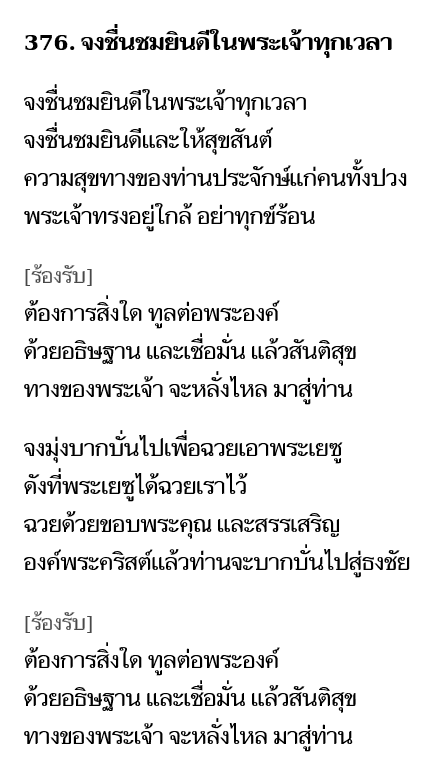 376. จงชื่นชมยินดีในพระเจ้าทุกเวลา
จงชื่นชมยินดีในพระเจ้าทุกเวลา
จงชื่นชมยินดีและให้สุขสันต์
ความสุขทางของท่านประจักษ์แก่คนทั้งปวง
พระเจ้าทรงอยู่ใกล้ อย่าทุกข์ร้อน
[ร้องรับ]
ต้องการสิ่งใด ทูลต่อพระองค์
ด้วยอธิษฐาน และเชื่อมั่น แล้วสันติสุข
ทางของพระเจ้า จะหลั่งไหล มาสู่ท่าน
จงมุ่งบากบั่นไปเพื่อฉวยเอาพระเยซู
ดังที่พระเยซูได้ฉวยเราไว้
ฉวยด้วยขอบพระคุณ และสรรเสริญ
องค์พระคริสต์แล้วท่านจะบากบั่นไปสู่ธงชัย
[ร้องรับ]
ต้องการสิ่งใด ทูลต่อพระองค์
ด้วยอธิษฐาน และเชื่อมั่น แล้วสันติสุข
ทางของพระเจ้า จะหลั่งไหล มาสู่ท่าน